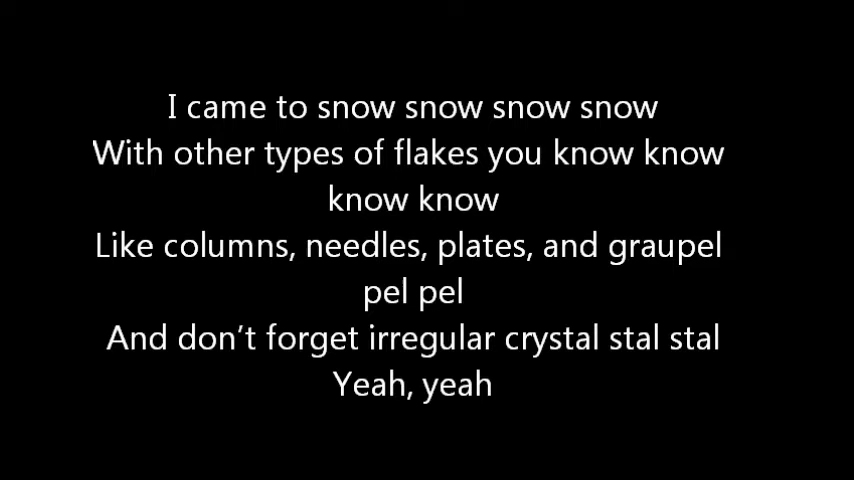 I came to snow snow snow snow
With other types of flakes you know know
know know
Like columns, needles, plates, and graupel
pel pel
And don’t forget irregular crystal stal stal
Yeah, yeah